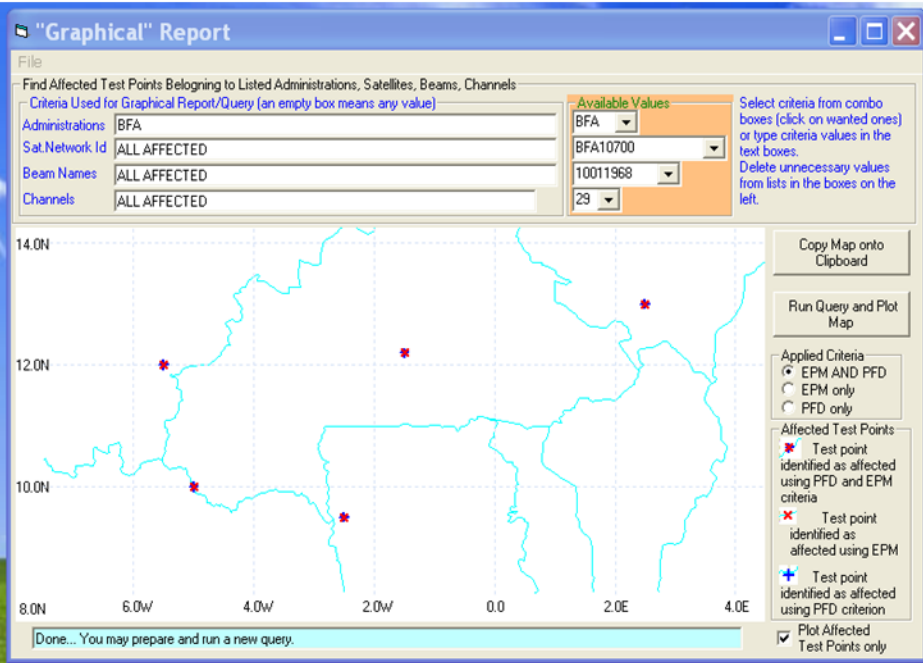 "Graphical" Report
File
Find Affected Test Points Belogning to Listed Administrations, Satellites, Beams, Channels
Criteria Used for Graphical Report/Query (an empty box means any value)
Available Values
Administrations BFA
BFA
Sat.Network Id ALL AFFECTED
BFA10700
Beam Names ALL AFFECTED
10011968
Channels ALL AFFECTED
29
Select criteria from combo
boxes (click on wanted ones)
or type criteria values in the
text boxes.
Delete unnecessary values
from lists in the boxes on the
left.
14.0N
12.0N
10.0N
8.0N
6.0W
4.0W
2.0W
0.0
2.0E
4.0E
Copy Map onto
Clipboard
Run Query and Plot
Map
Applied Criteria
EPM AND PFD
EPM only
PFD only
Affected Test Points
Test point
identified as affected
using PFD and EPM
criteria
Test point
identified as
affected using EPM
Test point
identified as affected
using PFD criterion
Plot Affected
Test Points only
Done... You may prepare and run a new query.